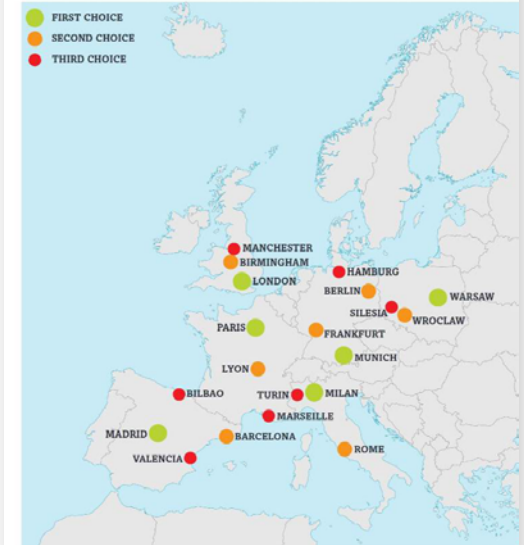 FIRST CHOICE
SECOND CHOICE
THIRD CHOICE
MANCHESTER
BIRMINGHAM
LONDON
HAMBURG
BERLIN
WARSAW
SILESIA
WROCLAW
PARIS
FRANKFURT
MUNICH
LYON
BILBAO
TURIN
MILAN
MARSEILLE
MADRID
BARCELONA
VALENCIA
ROME